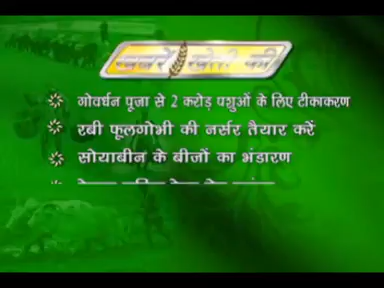 खबरें खेती की
गोवर्धन पूजा से 2 करोड़ पशुओं के लिए टीकाकरण
रबी फूलगोभी की नर्सर तैयार करें
सोयाबीन के बीजों का भंडारण